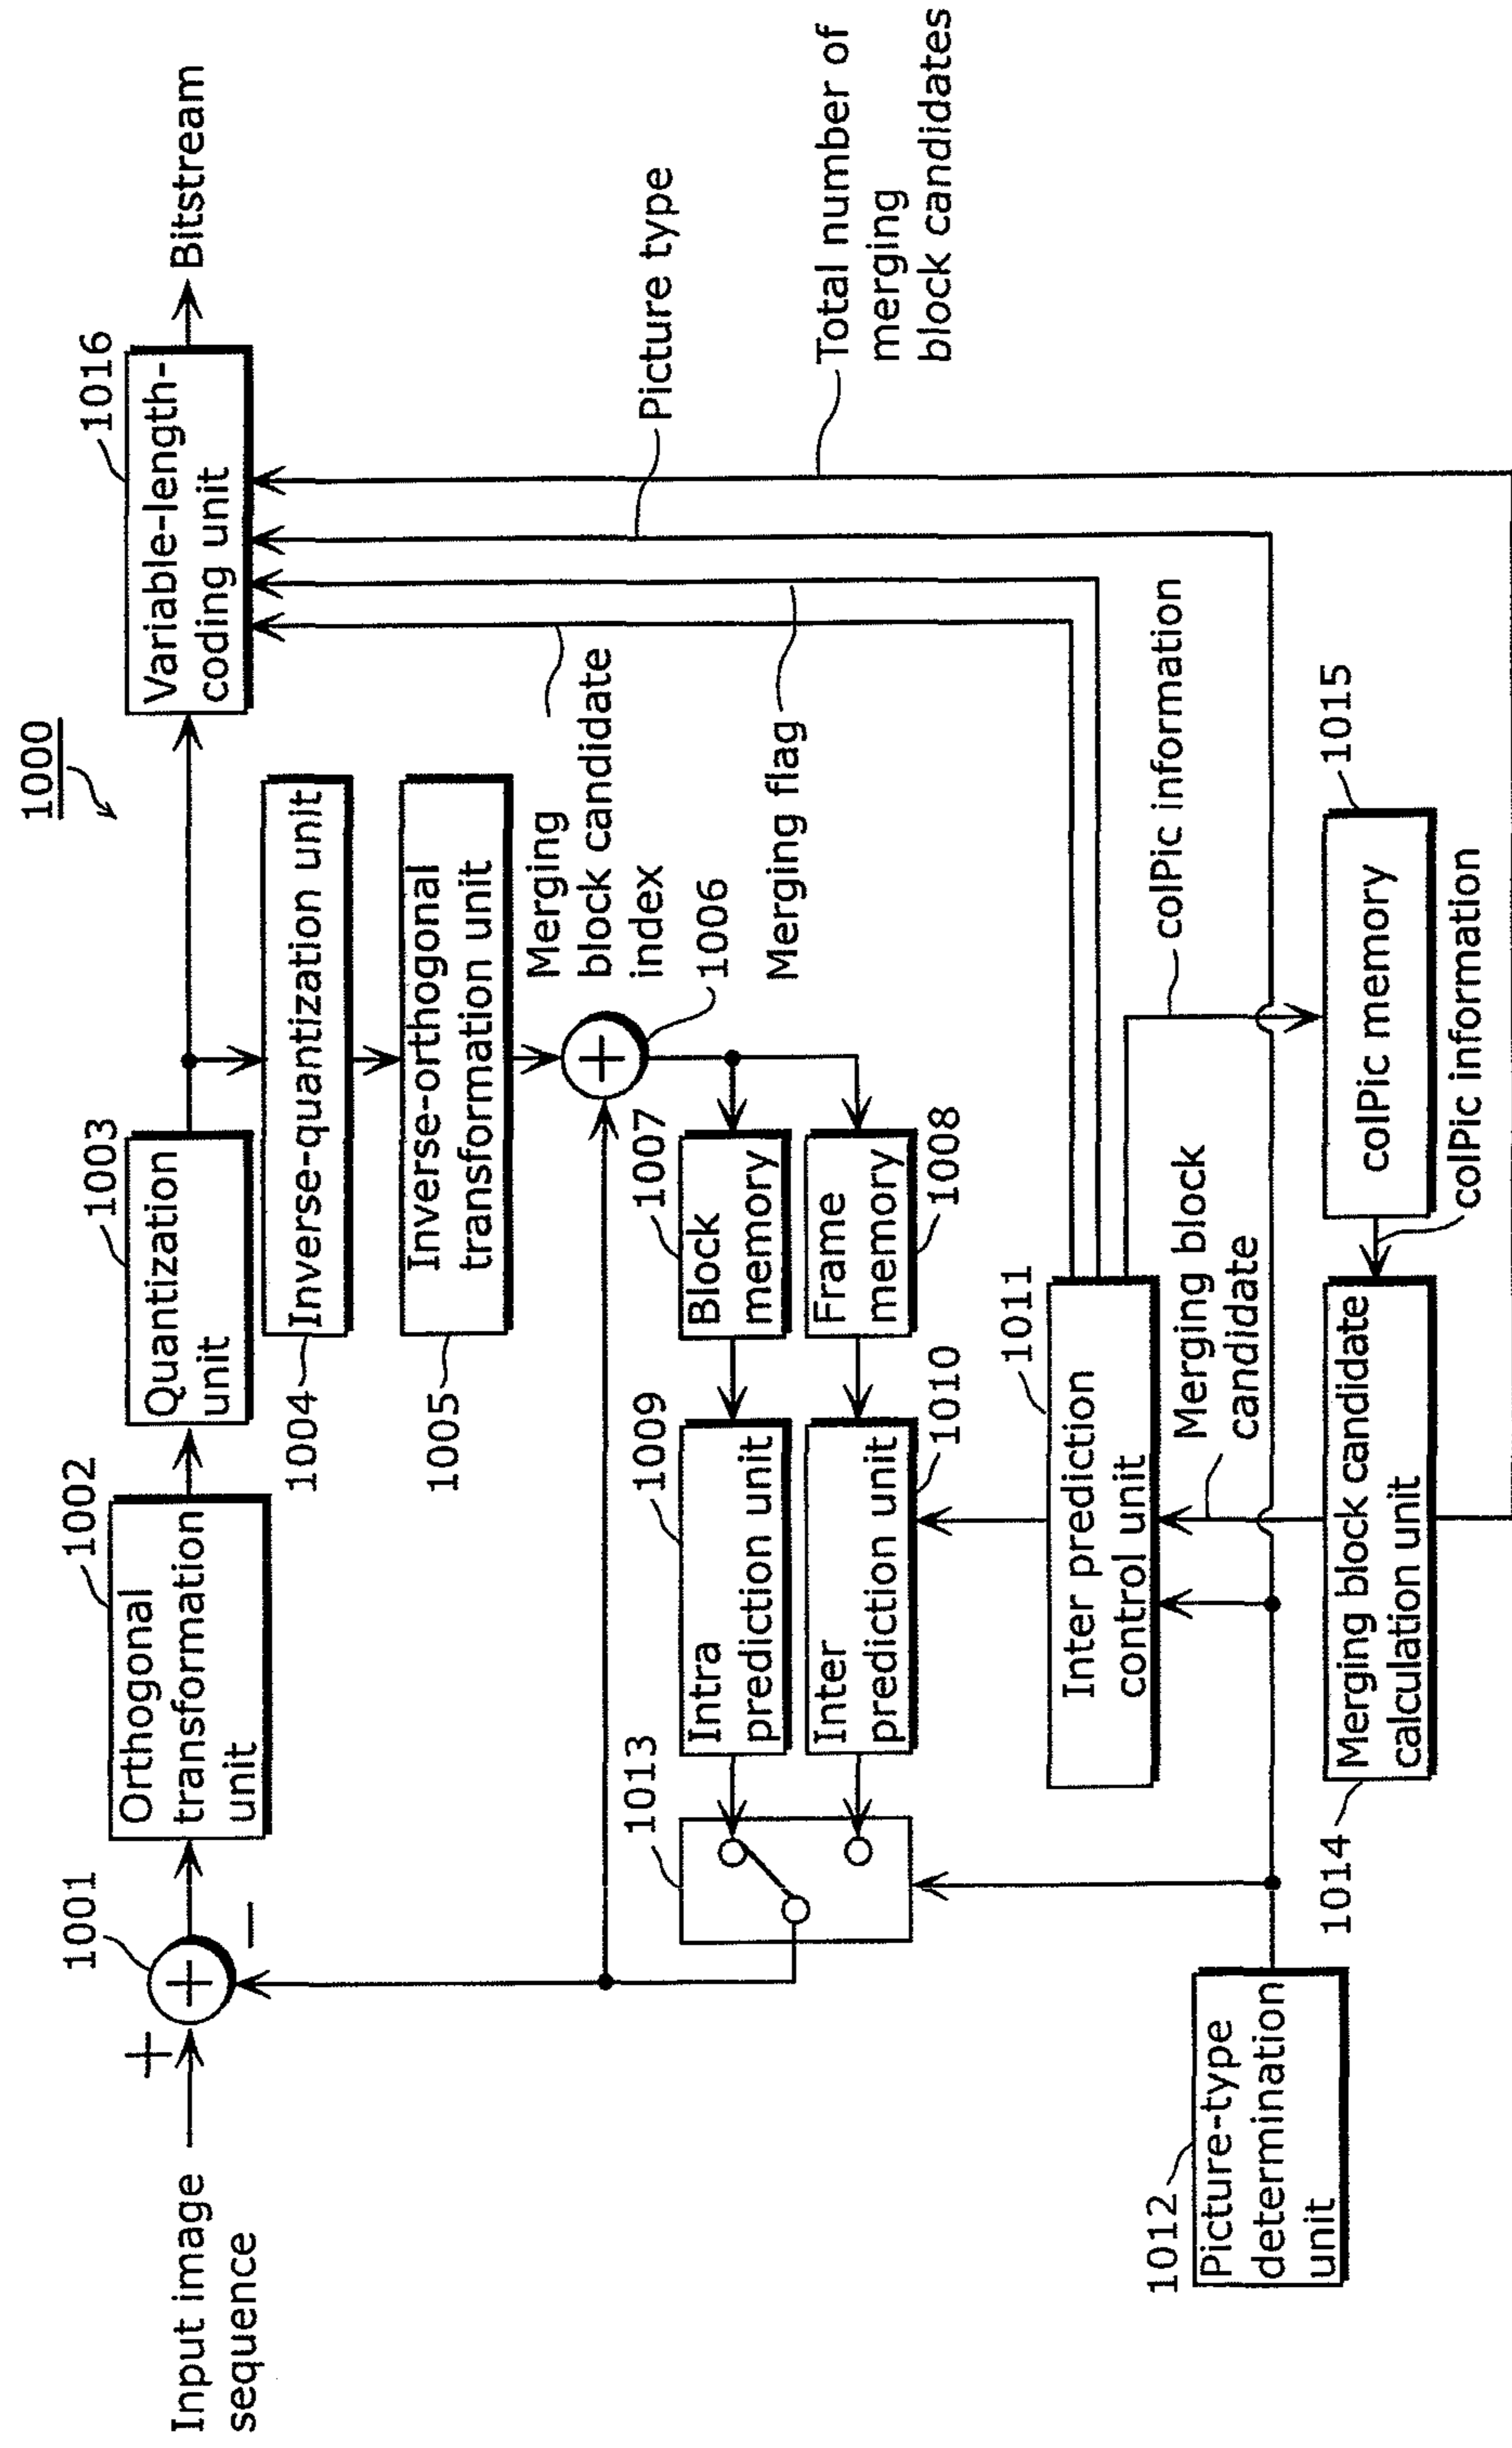 1000
Input image
sequence
1001
+
−
1002
Orthogonal
transformation
unit
1003
Quantization
unit
1016
Variable-length-
coding unit
Bitstream
1004
Inverse-quantization unit
1005
Inverse-orthogonal
transformation unit
Merging
block candidate
index
1006
+
Merging flag
Picture type
Total number of
merging
block candidates
1013
1009
Intra
prediction unit
1007
Block
memory
Inter
prediction unit
1010
Frame
memory
1008
1011
Inter prediction
control unit
colPic information
Merging block
candidate
1012
Picture-type
determination
unit
1014
Merging block candidate
calculation unit
1015
colPic memory
colPic information